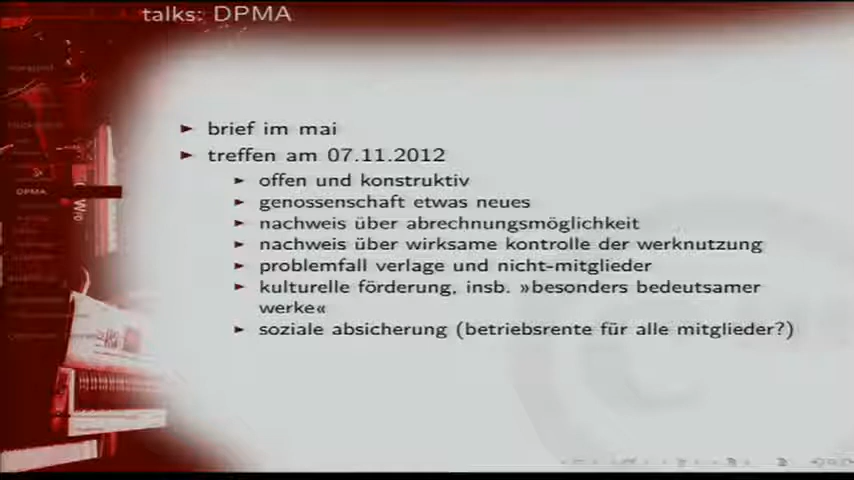 talks: DPMA
brief im mai
treffen am 07.11.2012
offen und konstruktiv
genossenschaft etwas neues
nachweis über abrechnungsmöglichkeit
nachweis über wirksame kontrolle der werknutzung
problemfall verlage und nicht-mitglieder
kulturelle förderung, insb. »besonders bedeutsamer
werke«
soziale absicherung (betriebsrente für alle mitglieder?)
DPMA